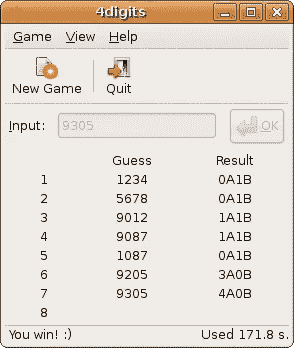 4digits
Game View Help
New Game Quit
Input: 9305 OK
Guess Result
1 1234 0A1B
2 5678 0A1B
3 9012 1A1B
4 9087 1A1B
5 1087 0A1B
6 9205 3A0B
7 9305 4A0B
8
You win! :) Used 171.8 s.